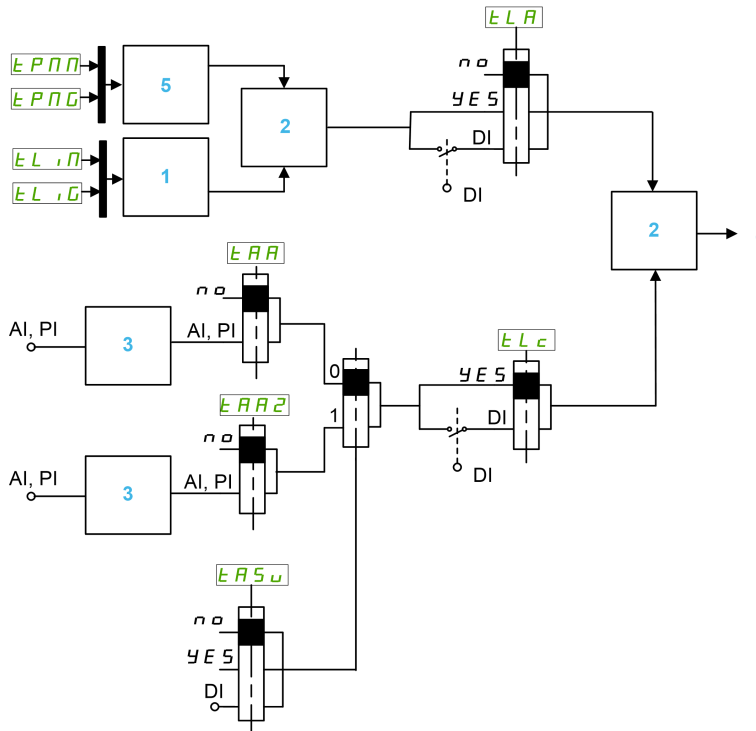 tLA
no
tPMM
5
YES
tPMG
2
DI
tLiM
1
DI
tLiG
2
tAA
no
AI, PI
AI, PI
3
tLc
0
YES
tAA2
1
DI
no
AI, PI
AI, PI
DI
3
tASu
no
YES
DI